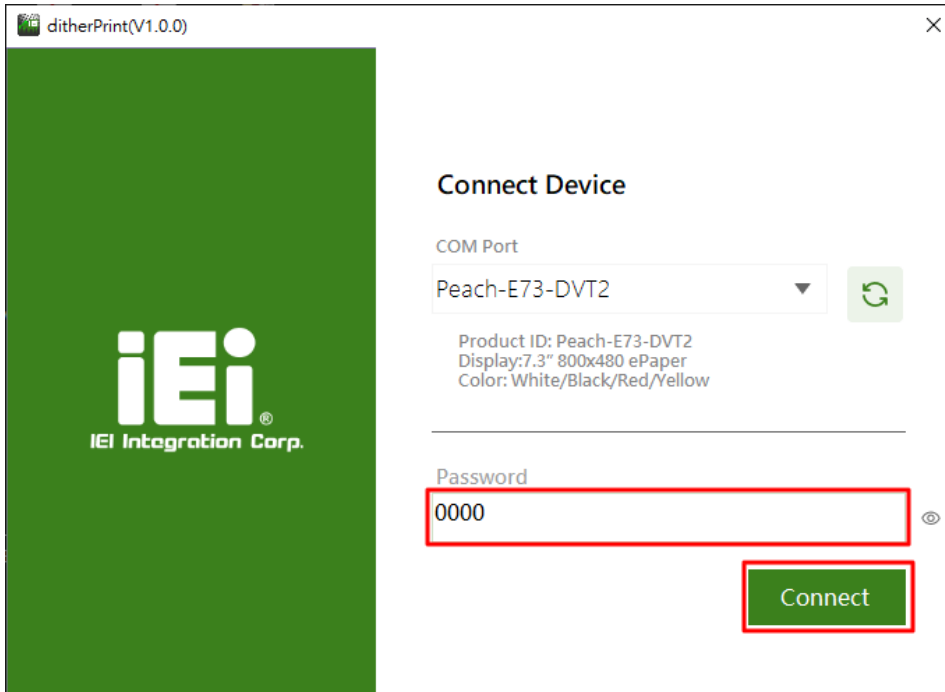 ditherPrint(V1.0.0)
iEi®
IEI Integration Corp.
Connect Device
COM Port
Peach-E73-DVT2
Product ID: Peach-E73-DVT2
Display:7.3” 800x480 ePaper
Color: White/Black/Red/Yellow
Password
0000
Connect